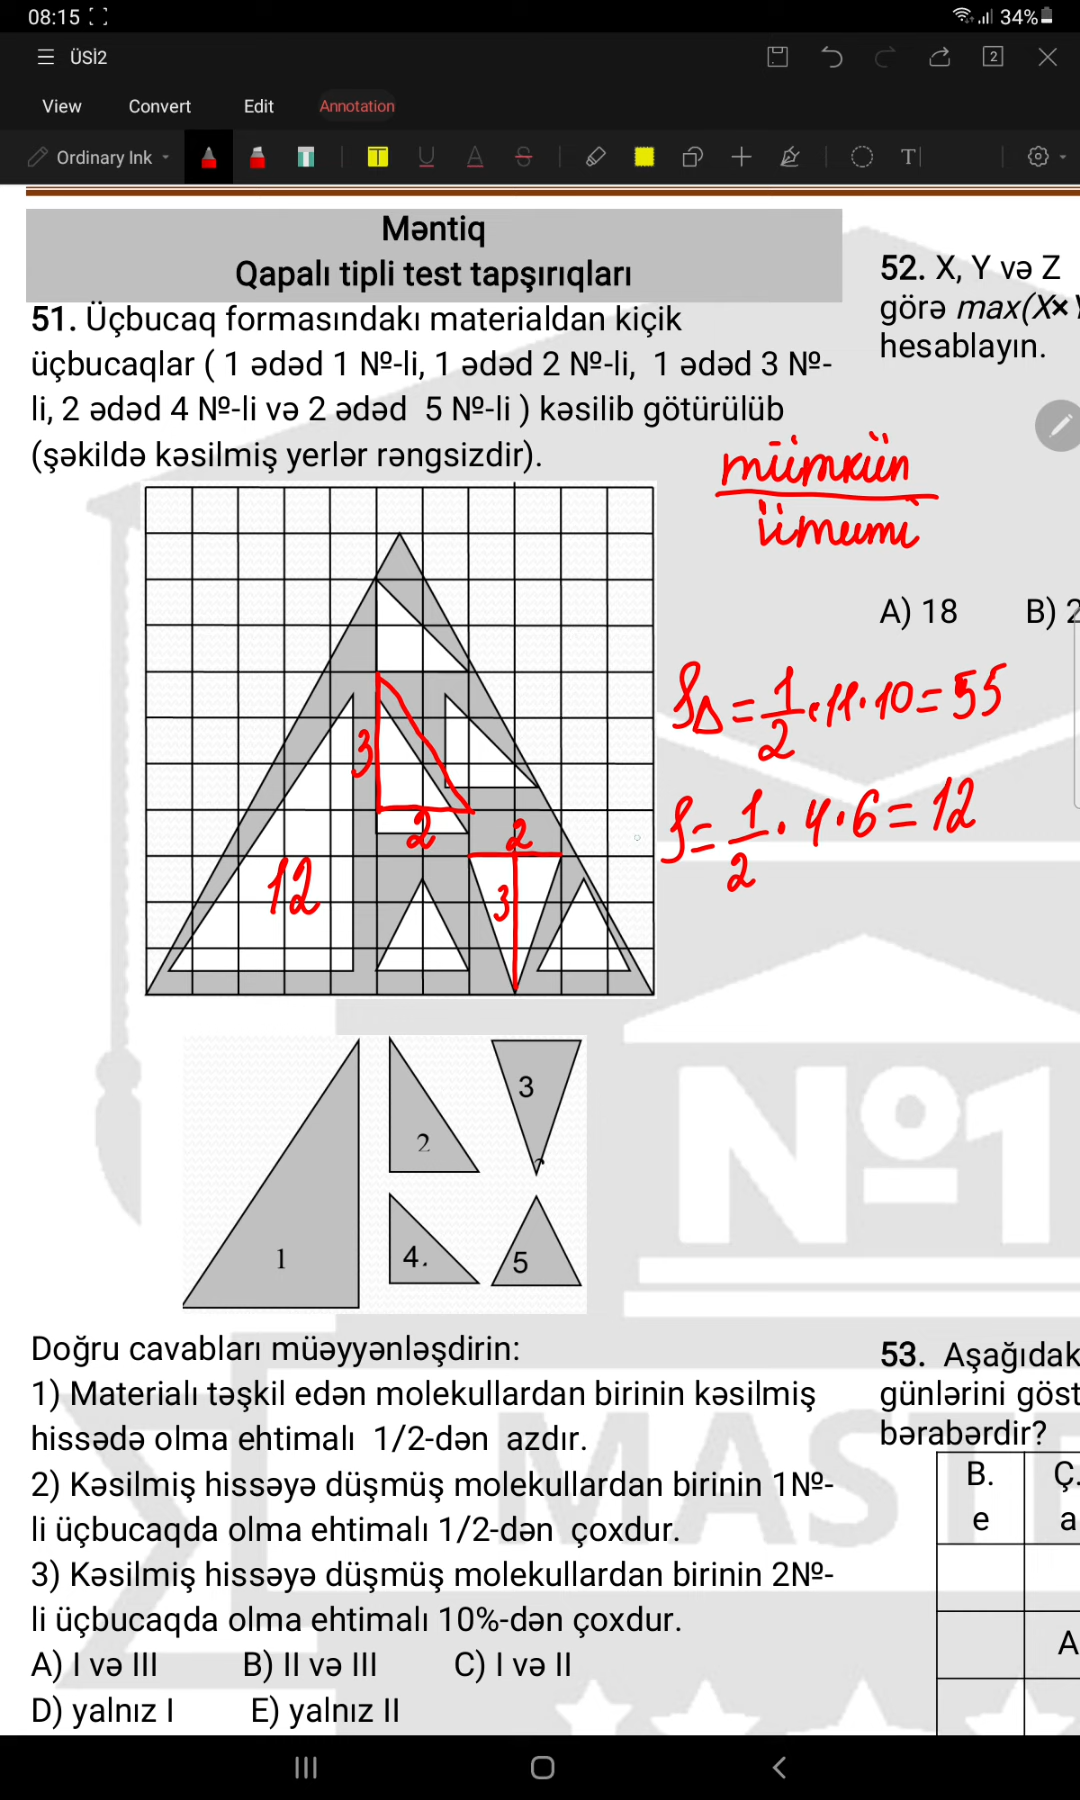 08:15
34%
ÜSİ2
2
View Convert Edit Annotation
Ordinary Ink T U A S T
Məntiq
Qapalı tipli test tapşırıqları
51. Üçbucaq formasındakı materialdan kiçik
üçbucaqlar ( 1 ədəd 1 №-li, 1 ədəd 2 №-li, 1 ədəd 3 №-
li, 2 ədəd 4 №-li və 2 ədəd 5 №-li ) kəsilib götürülüb
(şəkildə kəsilmiş yerlər rəngsizdir).
mümkün
ümumi
S△=1/2·11·10=55
S=1/2·4·6=12
3
2
2
12
3
1
2
3
4.
5
Doğru cavabları müəyyənləşdirin:
1) Materialı təşkil edən molekullardan birinin kəsilmiş
hissədə olma ehtimalı 1/2-dən azdır.
2) Kəsilmiş hissəyə düşmüş molekullardan birinin 1№-
li üçbucaqda olma ehtimalı 1/2-dən çoxdur.
3) Kəsilmiş hissəyə düşmüş molekullardan birinin 2№-
li üçbucaqda olma ehtimalı 10%-dən çoxdur.
A) I və III B) II və III C) I və II
D) yalnız I E) yalnız II
52. X, Y və Z
görə max(X×
hesablayın.
A) 18 B) 2
53. Aşağıdak
günlərini göst
bərabərdir?
B. Ç.
e a
A
№1
MAST